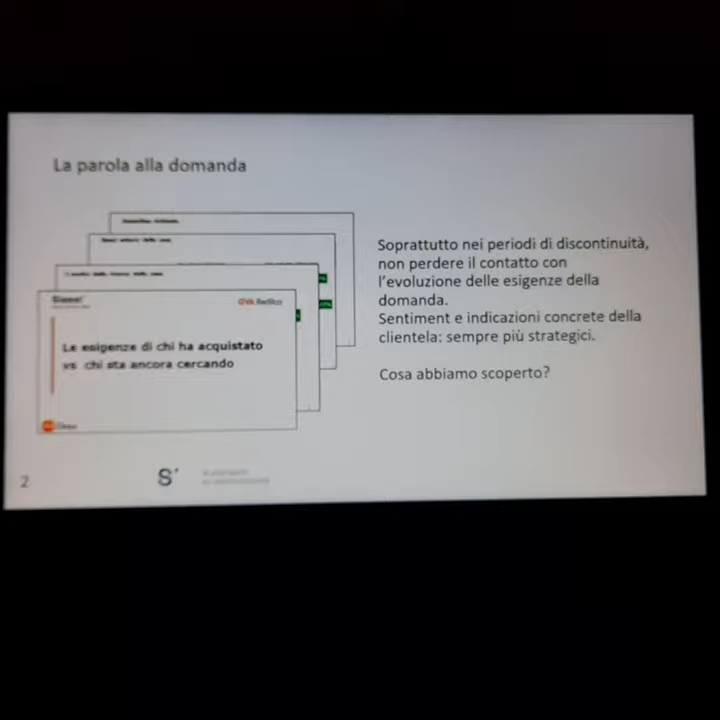 La parola alla domanda
Le esigenze di chi ha acquistato
vs chi sta ancora cercando
Soprattutto nei periodi di discontinuità,
non perdere il contatto con
l'evoluzione delle esigenze della
domanda.
Sentiment e indicazioni concrete della
clientela: sempre più strategici.
Cosa abbiamo scoperto?
2
S'